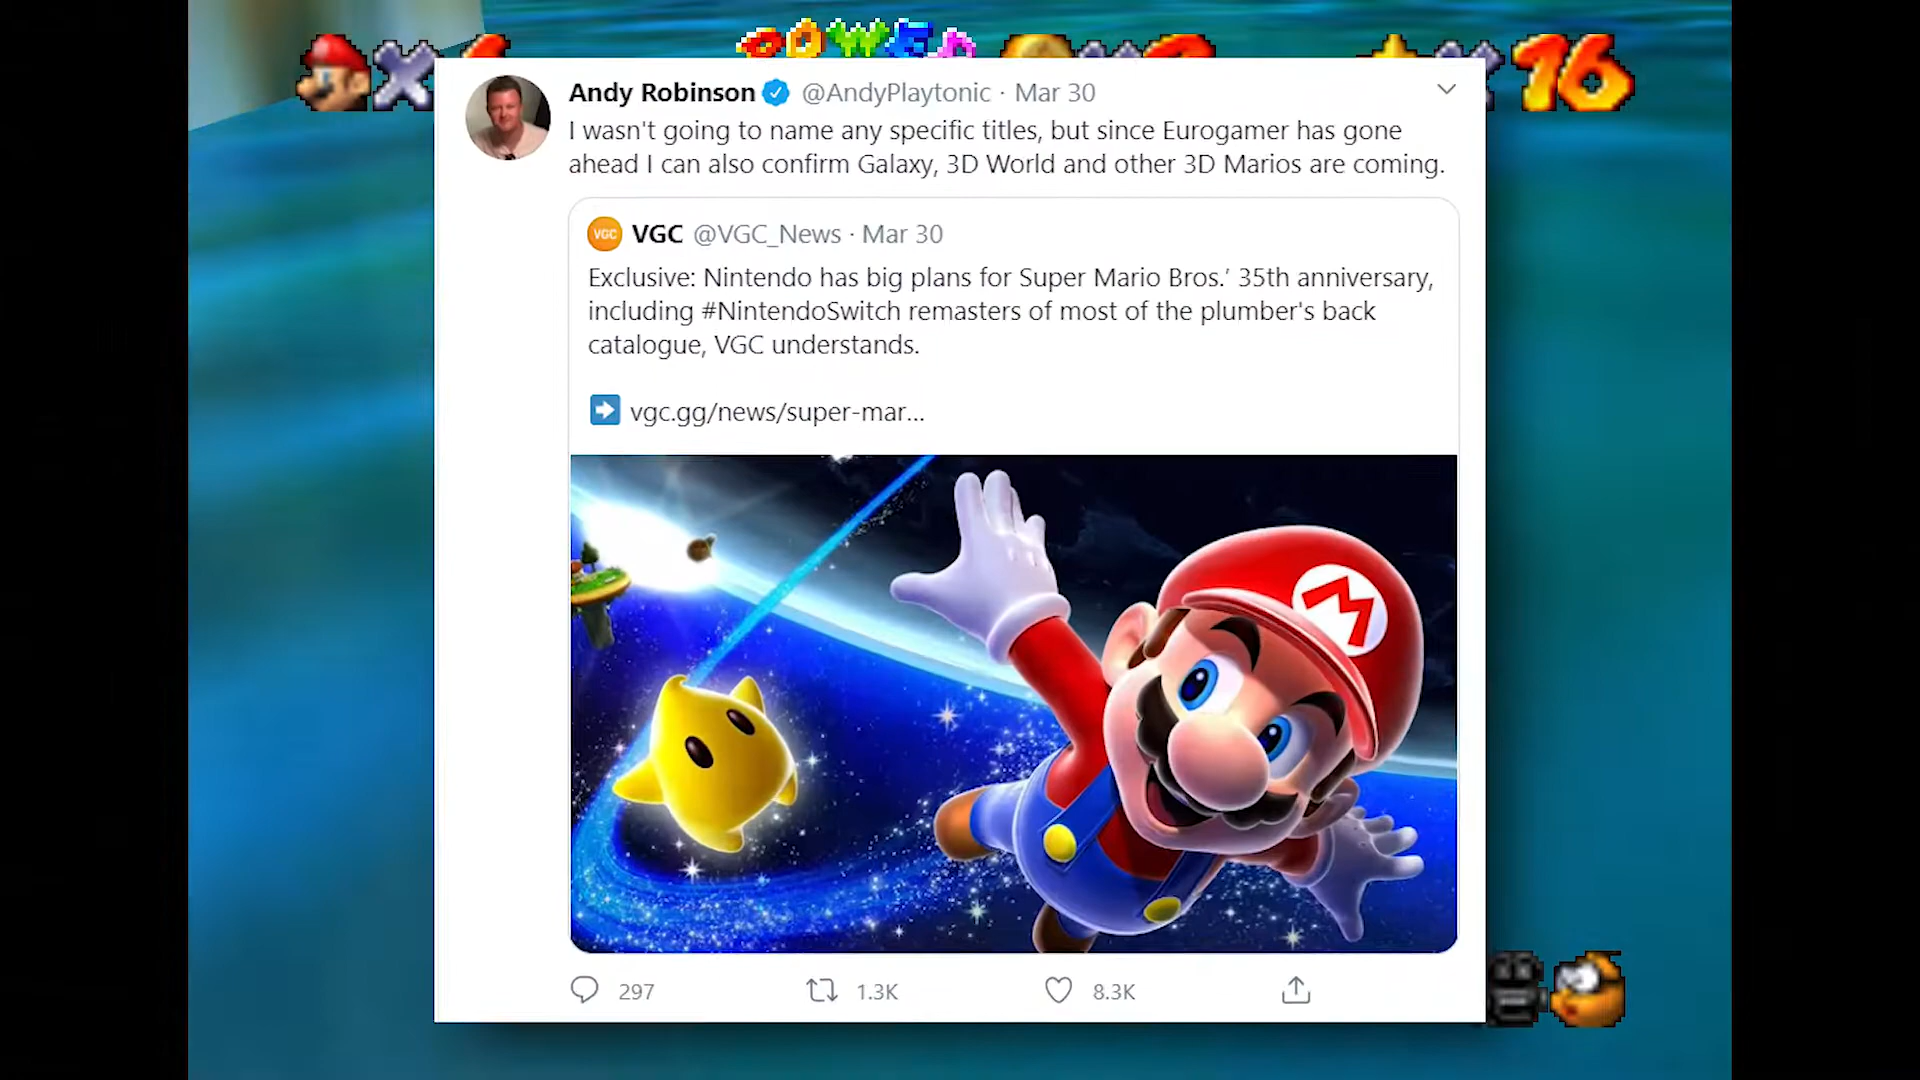 POWER
× 16
Andy Robinson @AndyPlaytonic · Mar 30
I wasn't going to name any specific titles, but since Eurogamer has gone
ahead I can also confirm Galaxy, 3D World and other 3D Marios are coming.
VGC VGC @VGC_News · Mar 30
Exclusive: Nintendo has big plans for Super Mario Bros.’ 35th anniversary,
including #NintendoSwitch remasters of most of the plumber's back
catalogue, VGC understands.
vgc.gg/news/super-mar...
M
297 1.3K 8.3K